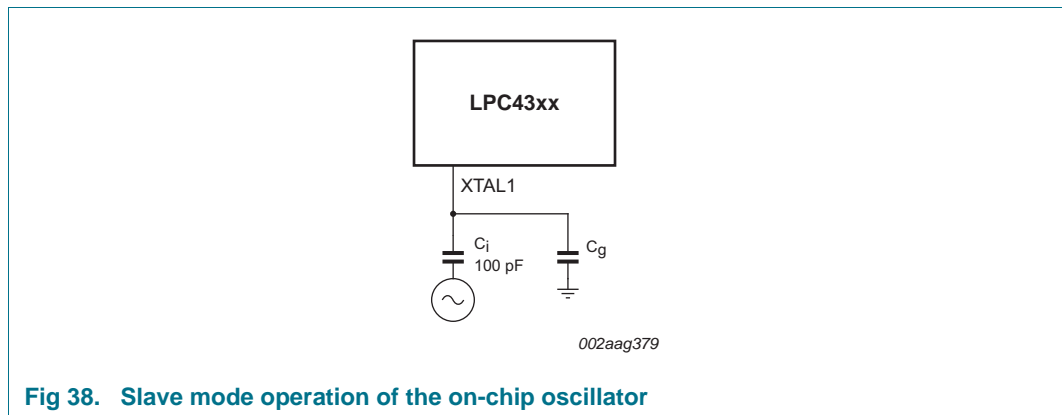 LPC43xx
XTAL1
Ci
100 pF
Cg
002aag379
Fig 38. Slave mode operation of the on-chip oscillator